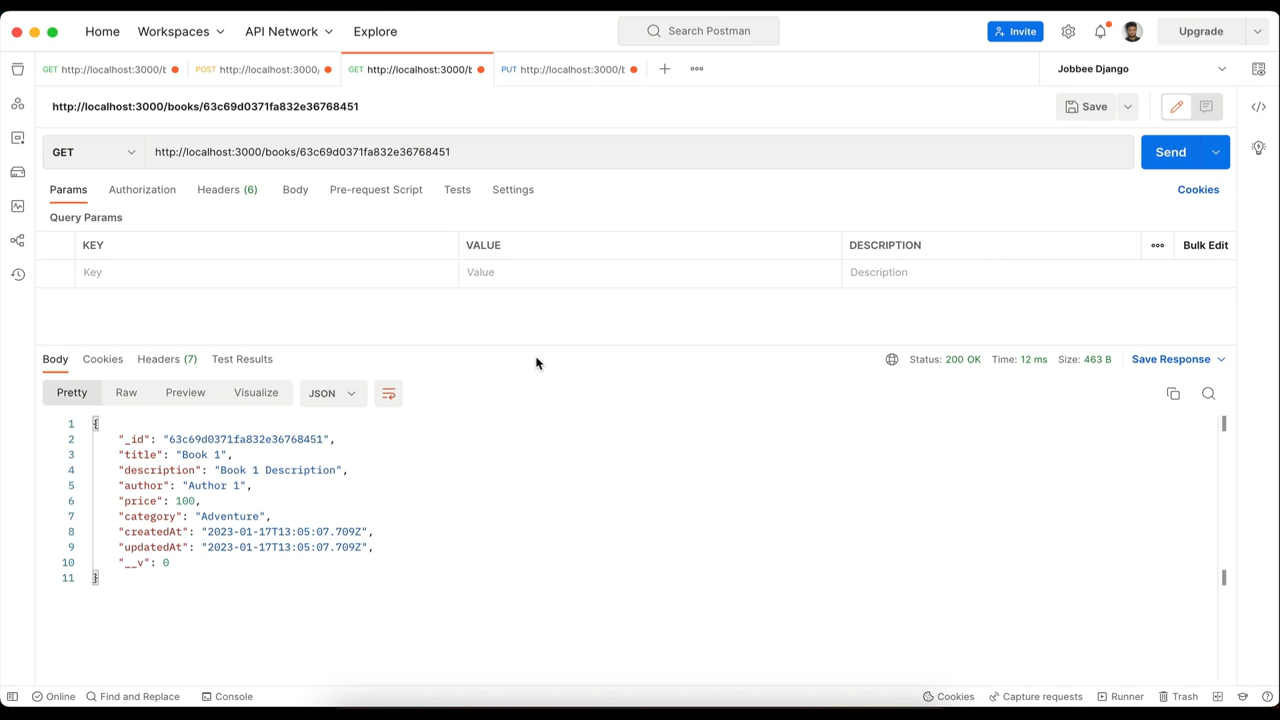 Home Workspaces API Network Explore Search Postman Invite Upgrade
GET http://localhost:3000/b POST http://localhost:3000/ GET http://localhost:3000/b PUT http://localhost:3000/b Jobbee Django
http://localhost:3000/books/63c69d0371fa832e36768451 Save
GET http://localhost:3000/books/63c69d0371fa832e36768451 Send
Params Authorization Headers (6) Body Pre-request Script Tests Settings Cookies
Query Params
KEY VALUE DESCRIPTION Bulk Edit
Key Value Description
Body Cookies Headers (7) Test Results Status: 200 OK Time: 12 ms Size: 463 B Save Response
Pretty Raw Preview Visualize JSON
1 {
2 "_id": "63c69d0371fa832e36768451",
3 "title": "Book 1",
4 "description": "Book 1 Description",
5 "author": "Author 1",
6 "price": 100,
7 "category": "Adventure",
8 "createdAt": "2023-01-17T13:05:07.709Z",
9 "updatedAt": "2023-01-17T13:05:07.709Z",
10 "__v": 0
11 }
Online Find and Replace Console Cookies Capture requests Runner Trash